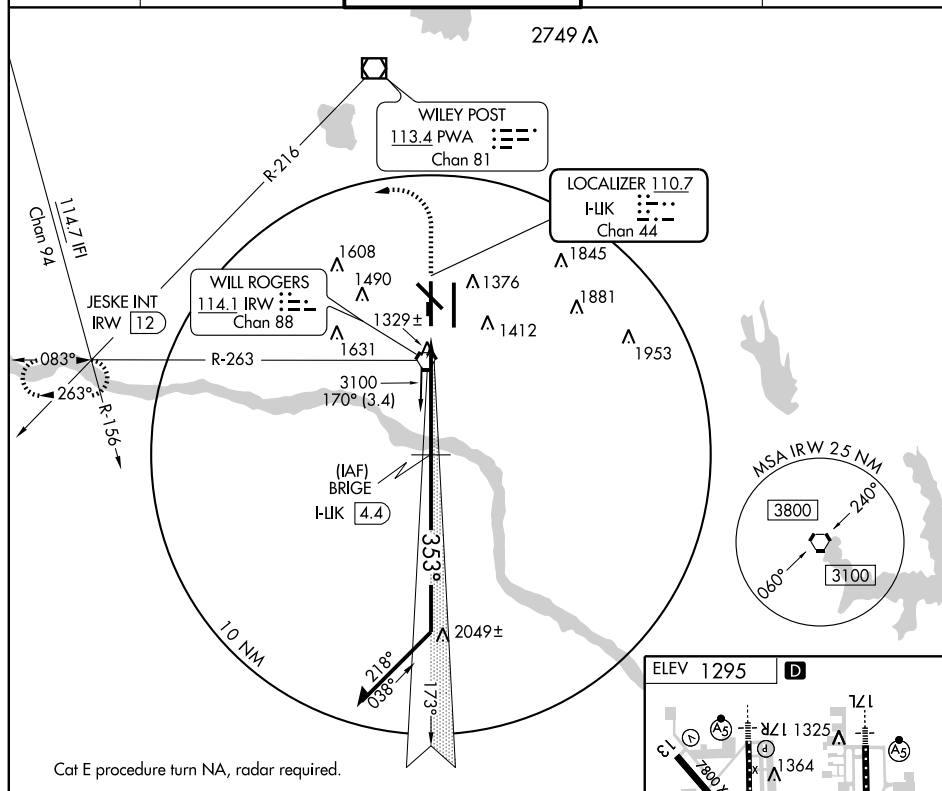 2749
WILEY POST
113.4 PWA
Chan 81
R-216
LOCALIZER 110.7
I-LIK
Chan 44
114.7 IFI
Chan 94
1608
1490
1845
1376
1881
WILL ROGERS
114.1 IRW
Chan 88
JESKE INT
IRW 12
1329±
1412
1631
1953
083°
R-263
263°
3100
170° (3.4)
R-156
MSA IRW 25 NM
(IAF)
BRIGE
I-LIK 4.4
3800
240°
353°
060°
3100
10 NM
2049±
218°
038°
173°
ELEV 1295 D
17L
A5 17R 1325
V P A5
13 1364
7800 X
X
Cat E procedure turn NA, radar required.